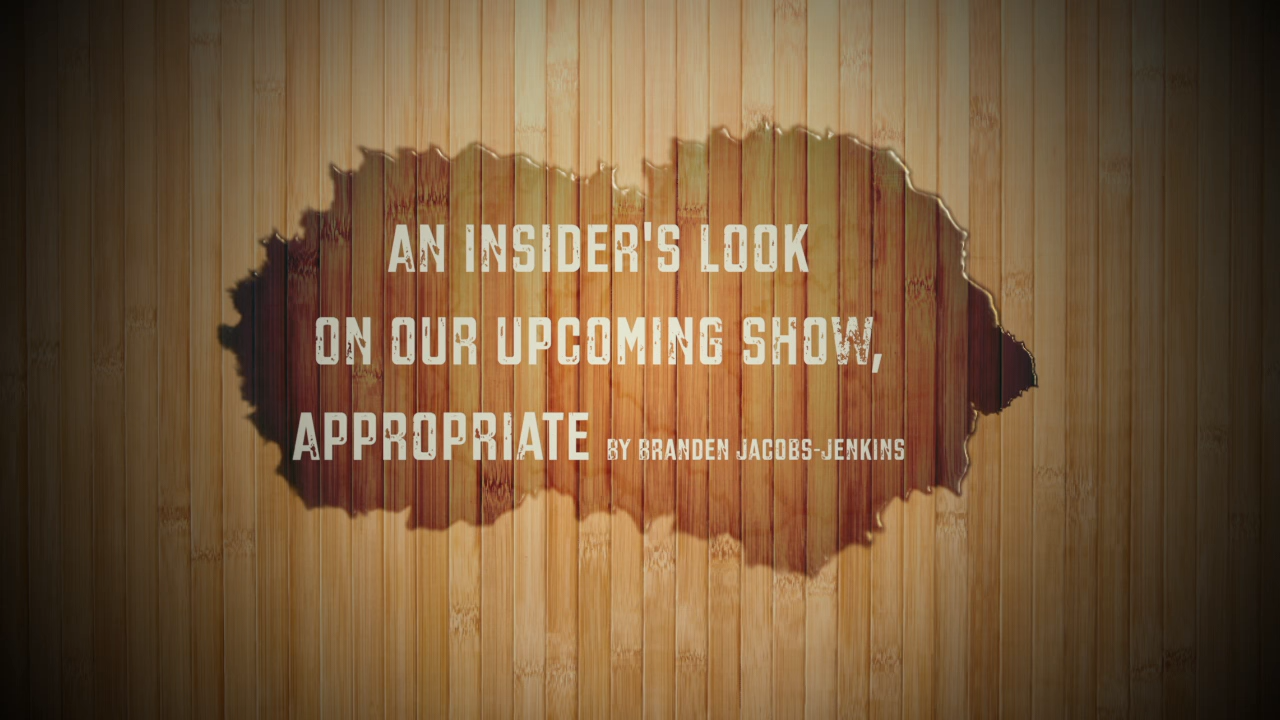 AN INSIDER'S LOOK
ON OUR UPCOMING SHOW,
APPROPRIATE BY BRANDEN JACOBS-JENKINS